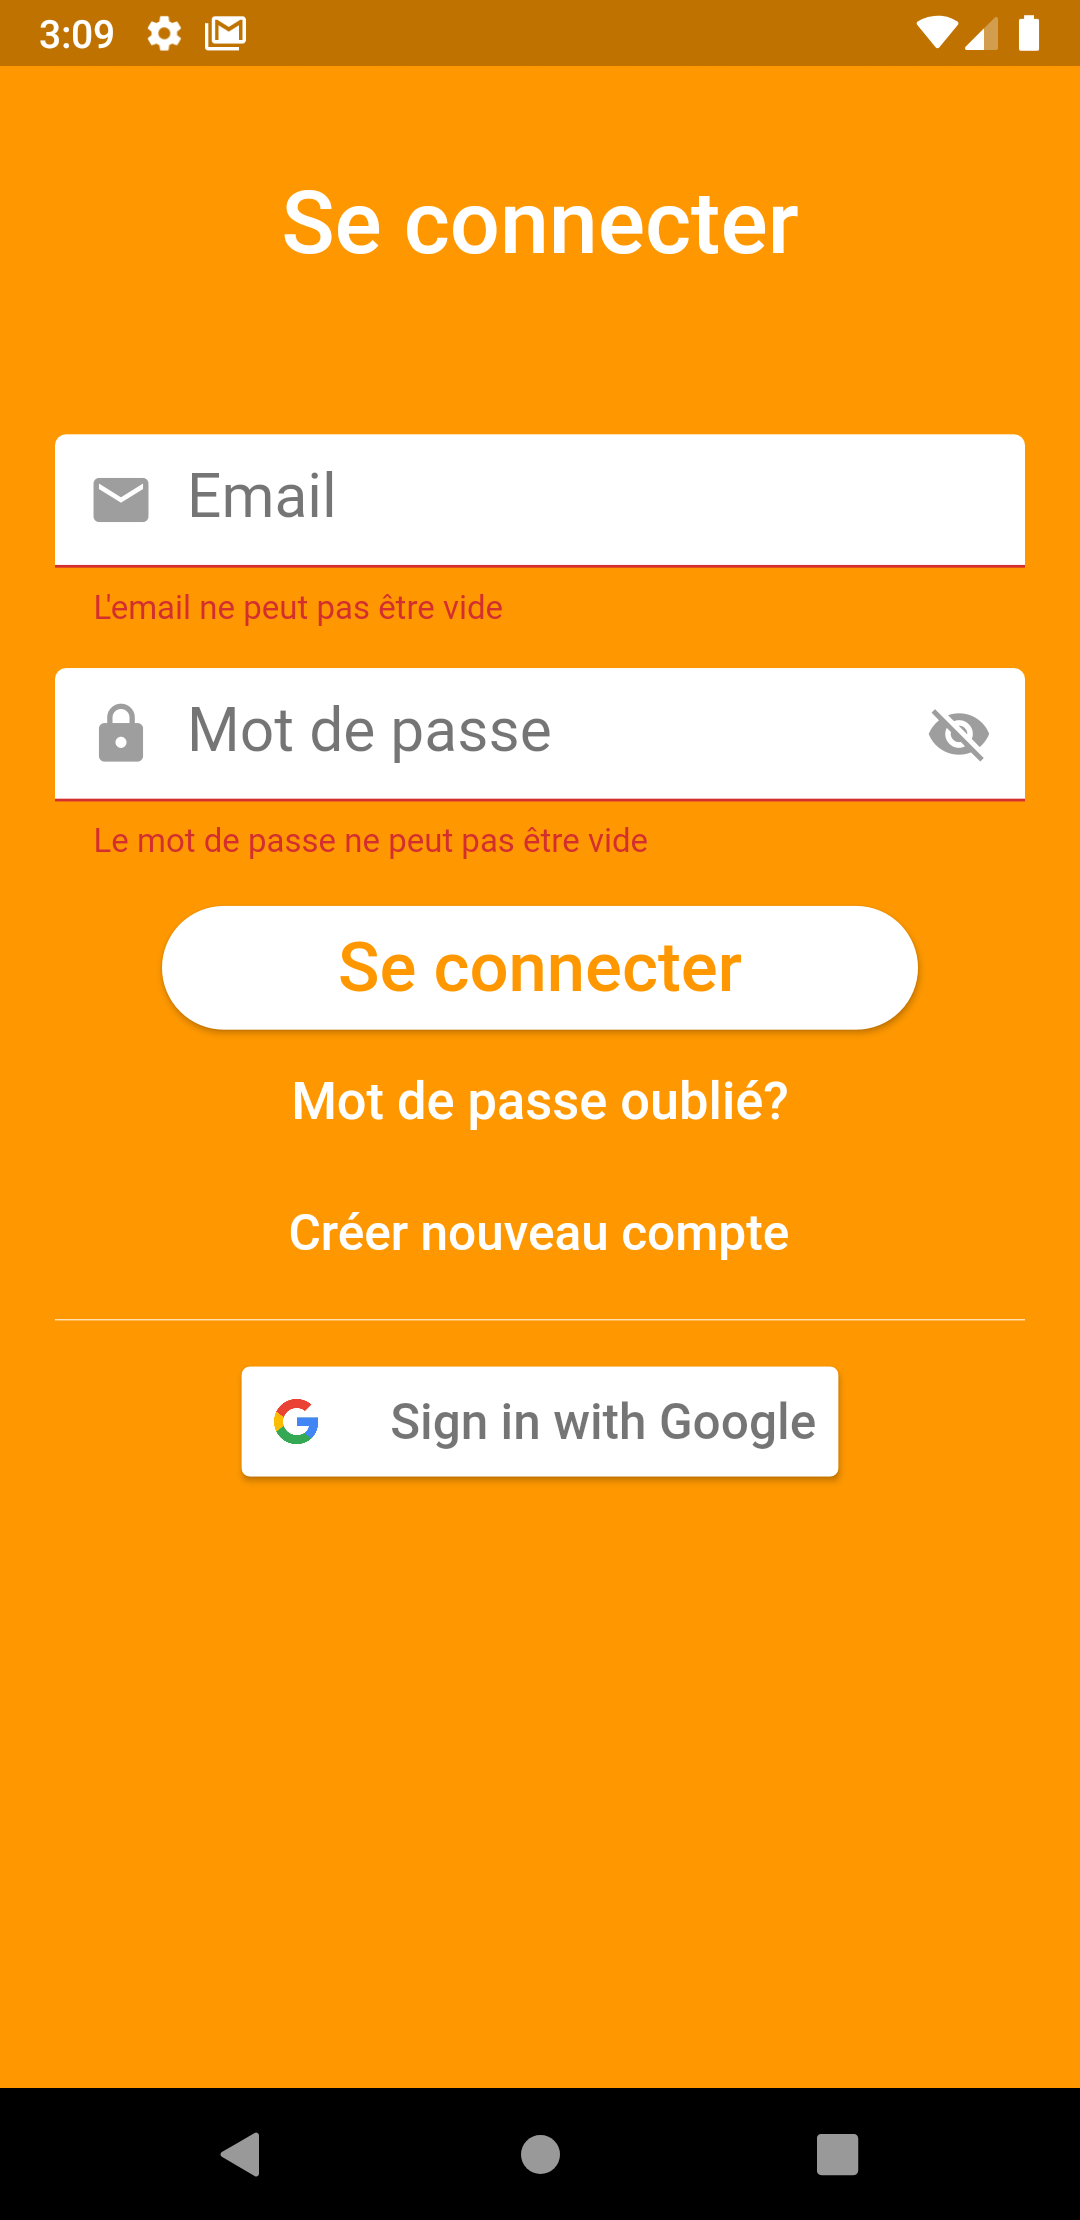 3:09
Se connecter
Email
L'email ne peut pas être vide
Mot de passe
Le mot de passe ne peut pas être vide
Se connecter
Mot de passe oublié?
Créer nouveau compte
Sign in with Google